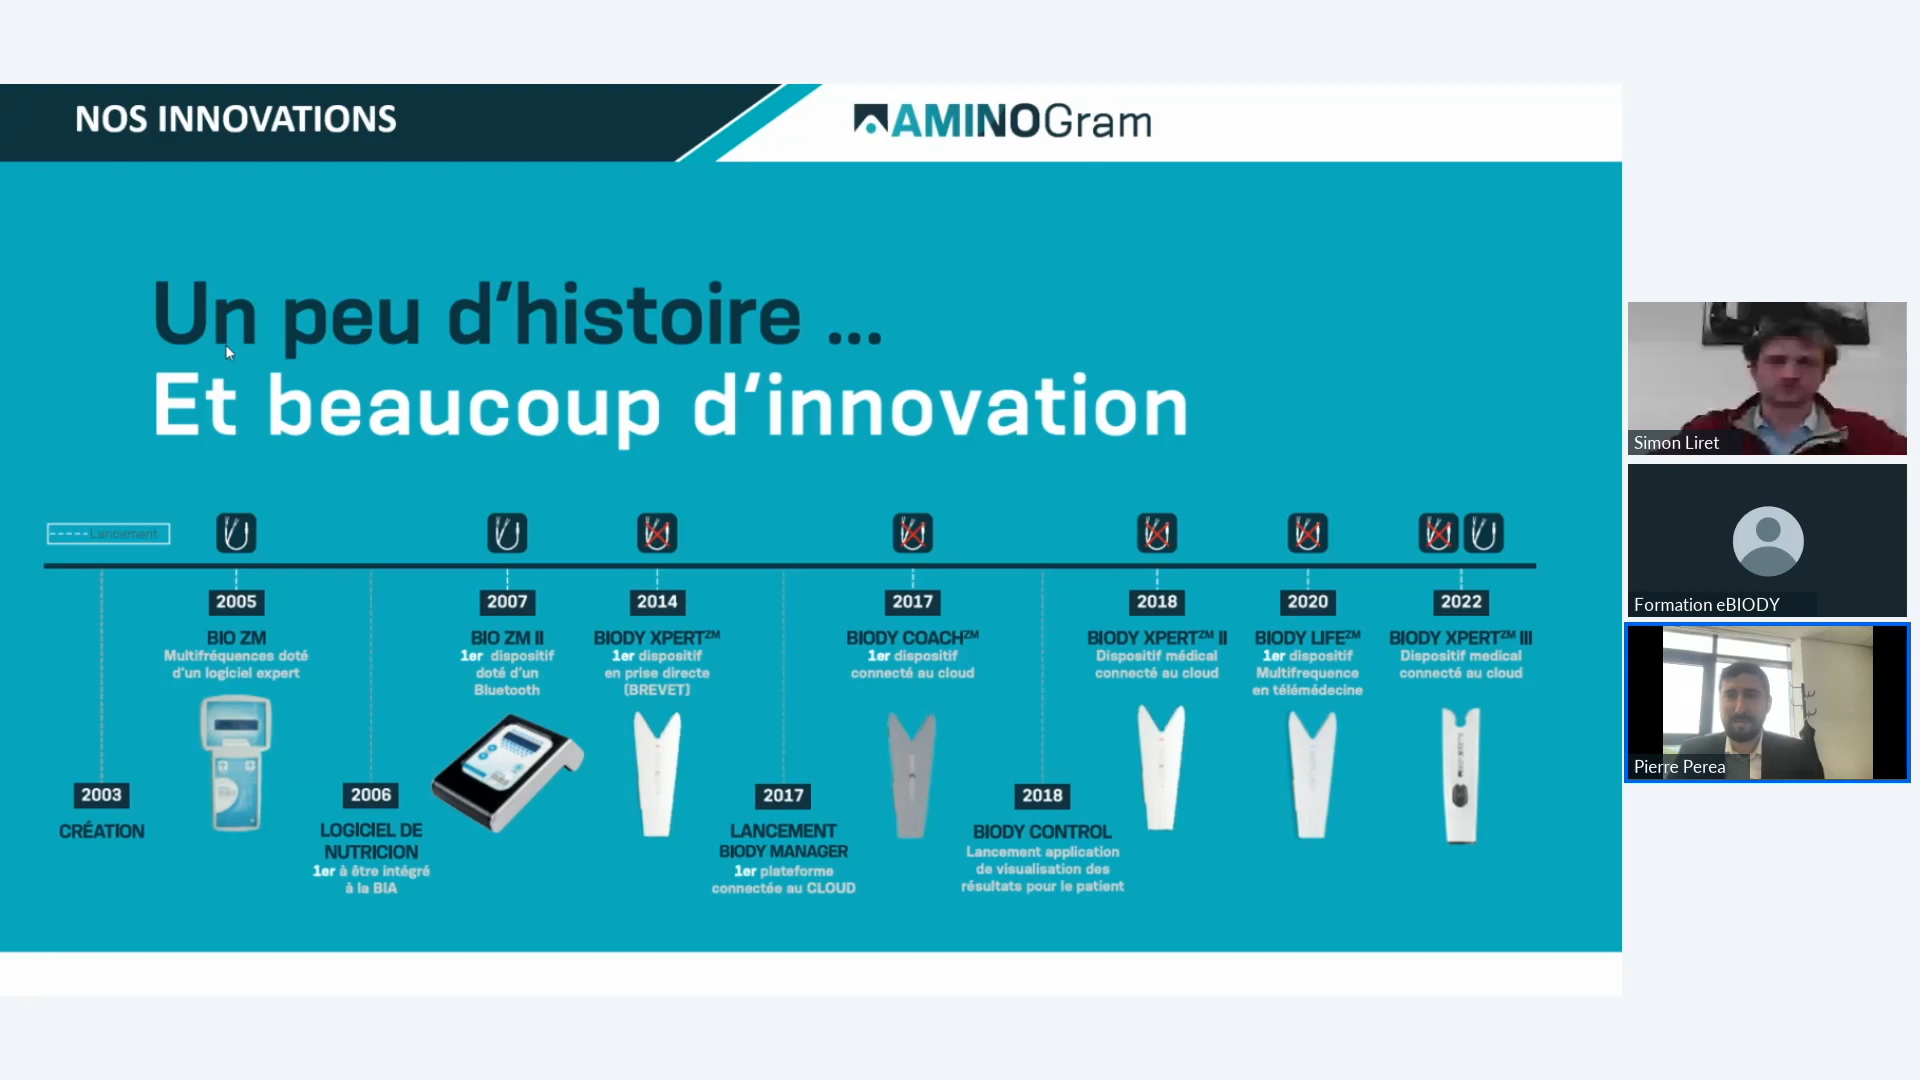 NOS INNOVATIONS
AMINOGram
Un peu d'histoire ...
Et beaucoup d'innovation
Lancement
2005
BIO ZM
Multifréquences doté
d'un logiciel expert
2007
BIO ZM II
1er dispositif
doté d'un
Bluetooth
2014
BIODY XPERTZM
1er dispositif
en prise directe
(BREVET)
2017
BIODY COACHZM
1er dispositif
connecté au cloud
2018
BIODY XPERTZM II
Dispositif médical
connecté au cloud
2020
BIODY LIFEZM
1er dispositif
Multifrequence
en télémédecine
2022
BIODY XPERTZM III
Dispositif medical
connecté au cloud
2003
CRÉATION
2006
LOGICIEL DE
NUTRICION
1er à être intégré
à la BIA
2017
LANCEMENT
BIODY MANAGER
1er plateforme
connectée au CLOUD
2018
BIODY CONTROL
Lancement application
de visualisation des
résultats pour le patient
Simon Liret
Formation eBIODY
Pierre Perea